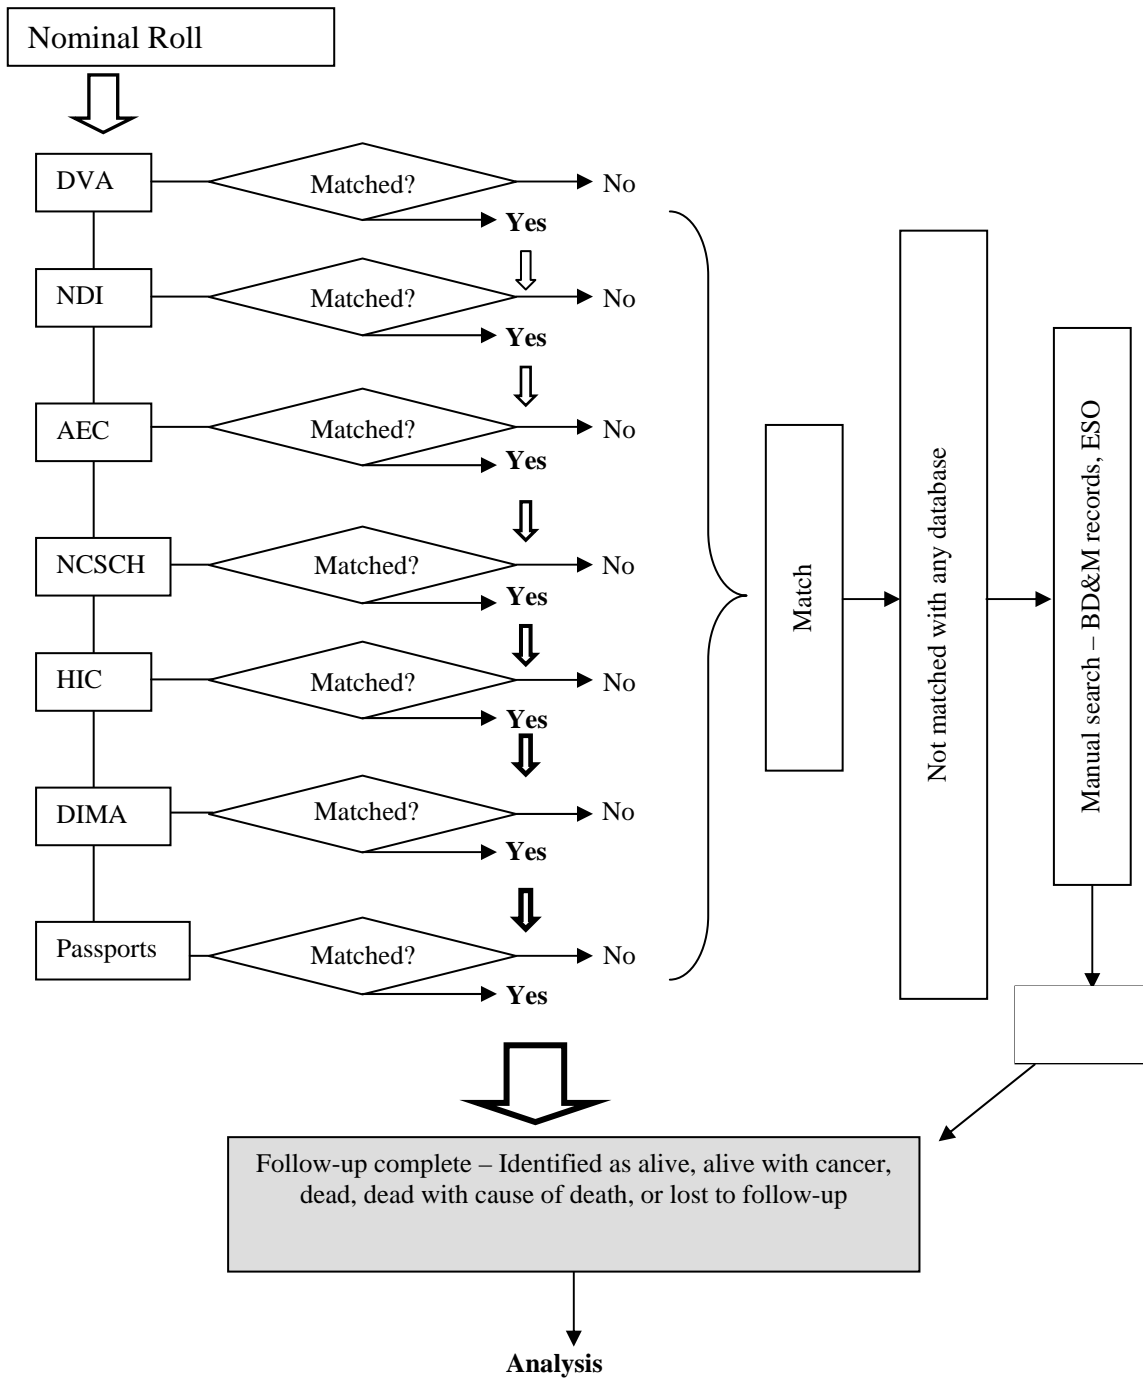 Nominal Roll
DVA
Matched?
No
Yes
NDI
Matched?
No
Yes
AEC
Matched?
No
Yes
NCSCH
Matched?
No
Yes
HIC
Matched?
No
Yes
DIMA
Matched?
No
Yes
Passports
Matched?
No
Yes
Match
Not matched with any database
Manual search – BD&M records, ESO
Follow-up complete – Identified as alive, alive with cancer,
dead, dead with cause of death, or lost to follow-up
Analysis